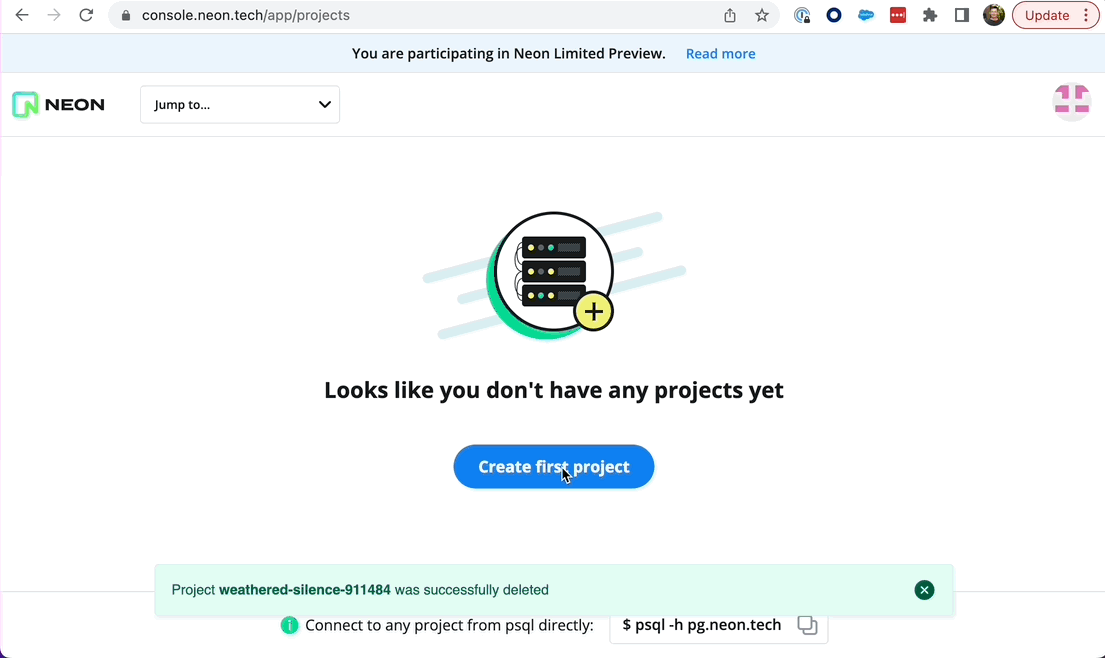 console.neon.tech/app/projects
Update
You are participating in Neon Limited Preview. Read more
NEON
Jump to...
Looks like you don't have any projects yet
Create first project
Project weathered-silence-911484 was successfully deleted
Connect to any project from psql directly: $ psql -h pg.neon.tech